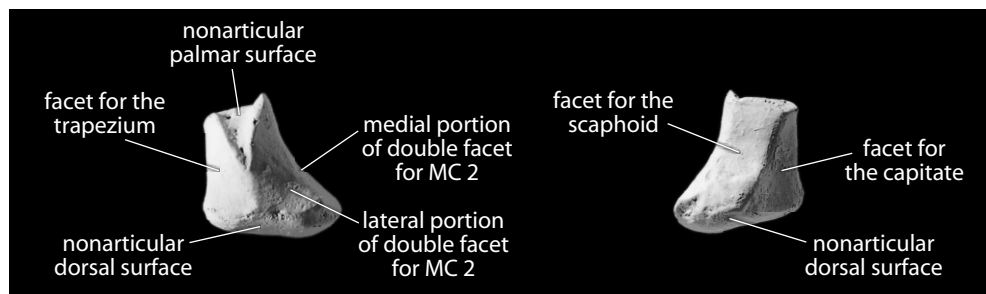 nonarticular
palmar surface
facet for the
trapezium
medial portion
of double facet
for MC 2
lateral portion
of double facet
for MC 2
nonarticular
dorsal surface
facet for the
scaphoid
facet for
the capitate
nonarticular
dorsal surface